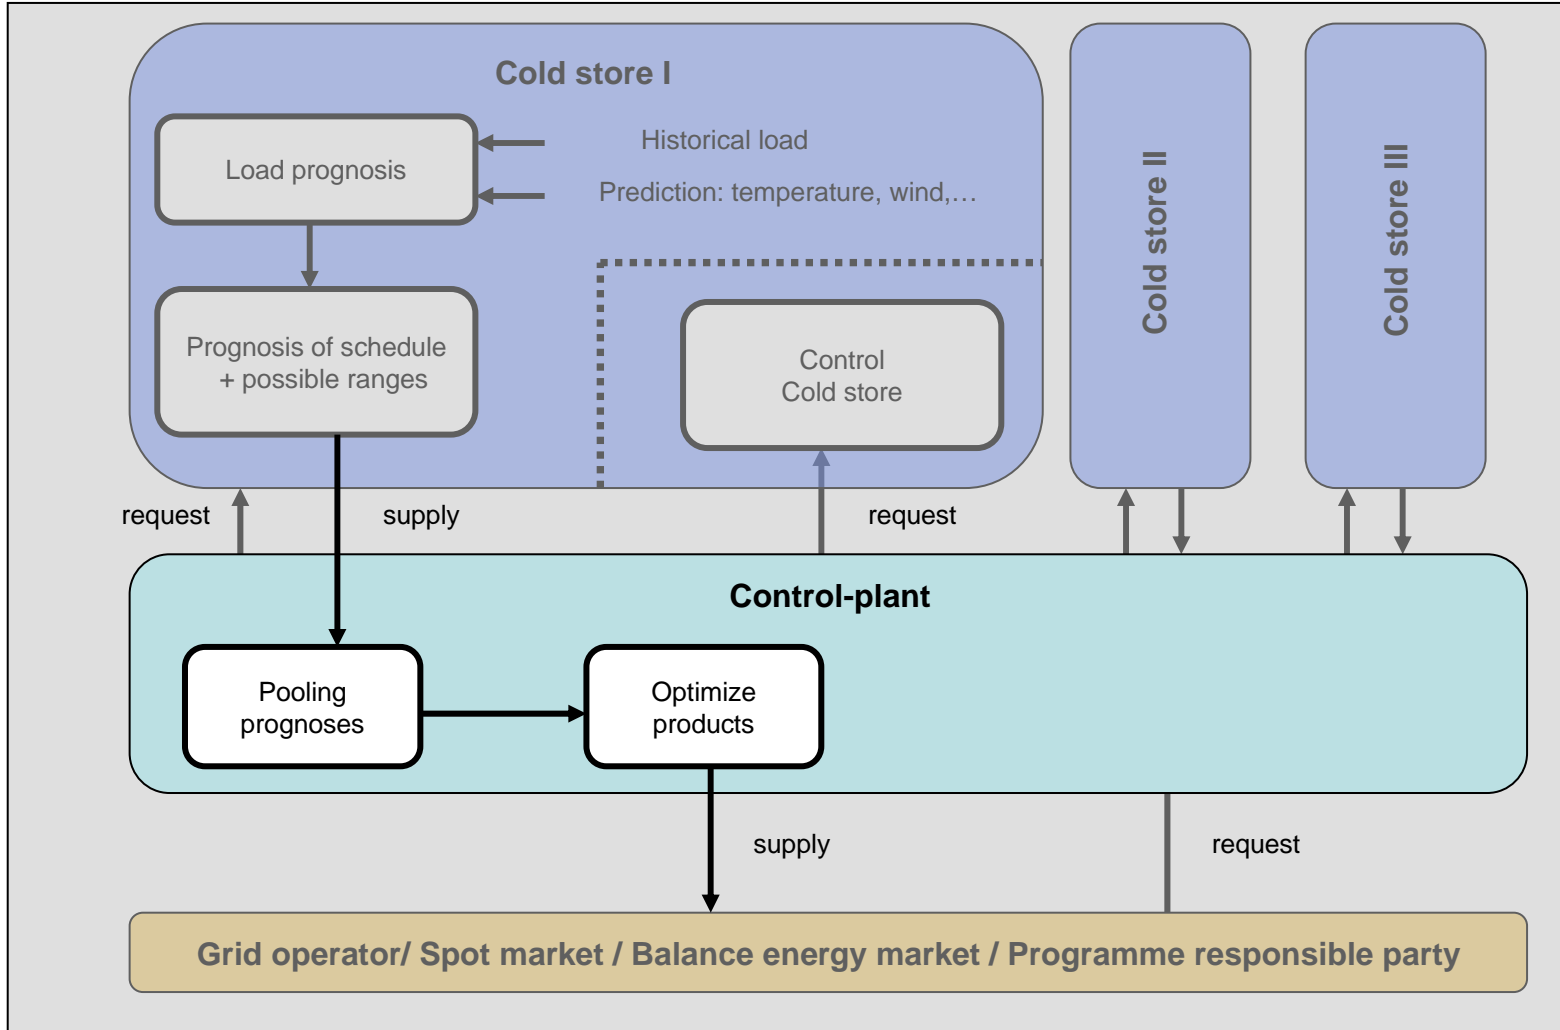 Cold store I
Load prognosis
Historical load
Prediction: temperature, wind,…
Prognosis of schedule
+ possible ranges
Control
Cold store
Cold store II
Cold store III
request
supply
request
Control-plant
Pooling
prognoses
Optimize
products
supply
request
Grid operator/ Spot market / Balance energy market / Programme responsible party